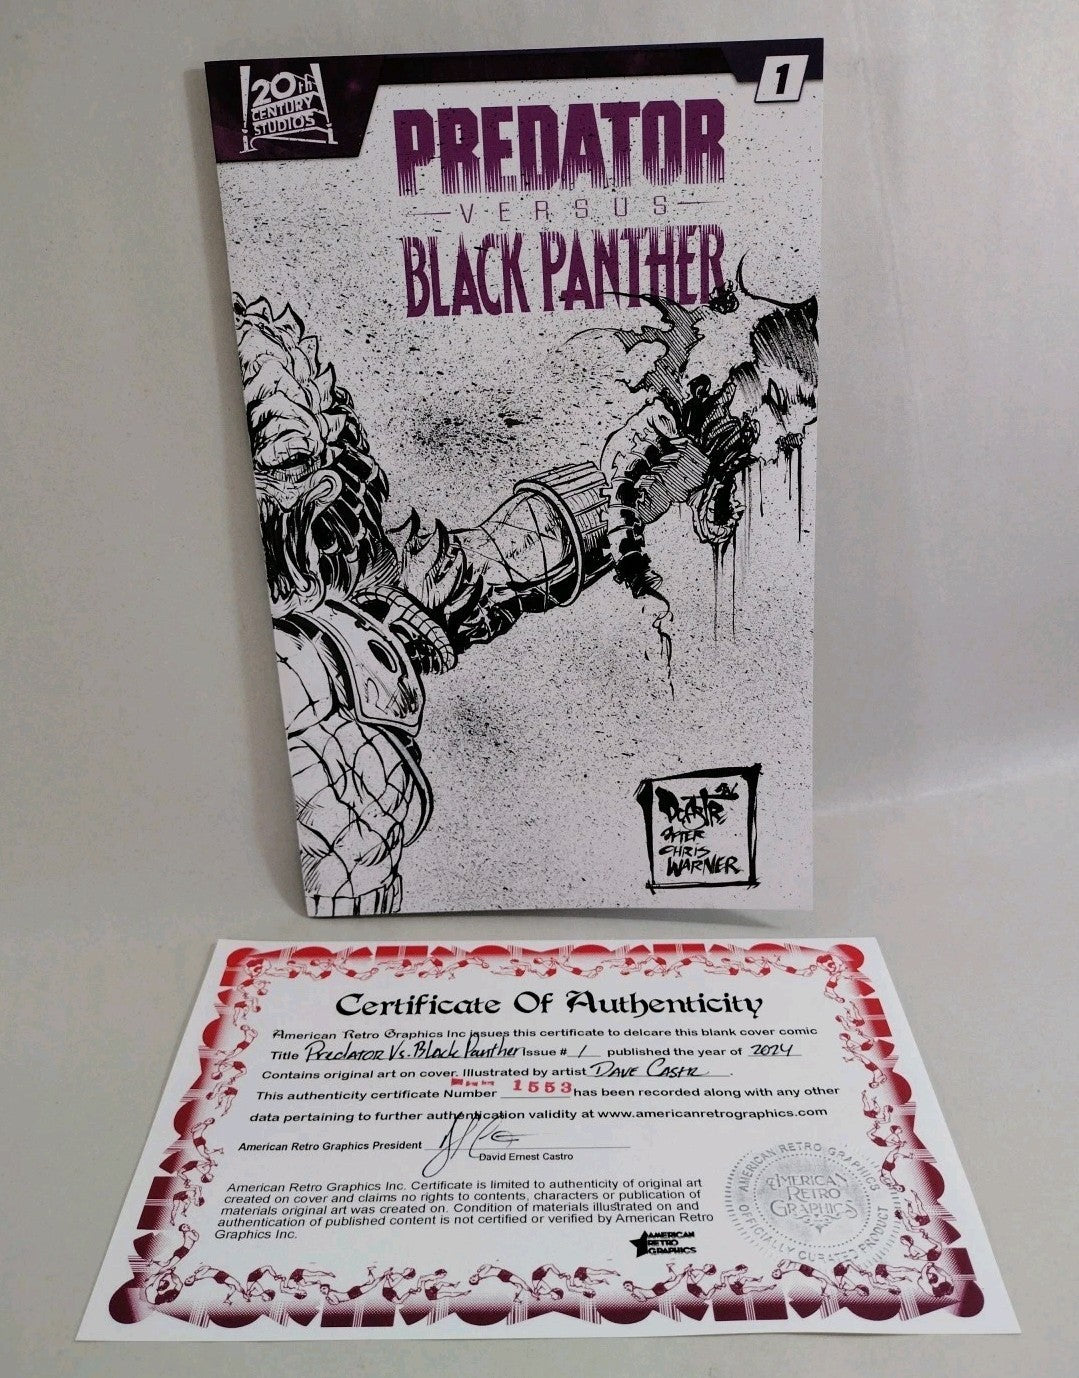 20TH
CENTURY
STUDIOS
1
PREDATOR
VERSUS
BLACK PANTHER
AFTER
CHRIS
WARNER
Certificate Of Authenticity
American Retro Graphics Inc issues this certificate to delcare this blank cover comic
Title Predator Vs. Black Panther Issue # 1 published the year of 2024
Contains original art on cover. Illustrated by artist Dave Castr.
This authenticity certificate Number 1553 has been recorded along with any other
data pertaining to further authentication validity at www.americanretrographics.com
American Retro Graphics President
David Ernest Castro
American Retro Graphics Inc. Certificate is limited to authenticity of original art
created on cover and claims no rights to contents, characters or publication of
materials original art was created on. Condition of materials illustrated on and
authentication of published content is not certified or verified by American Retro
Graphics Inc.
AMERICAN
RETRO
GRAPHICS
AMERICAN RETRO GRAPHICS
AMERICAN
RETRO
GRAPHICS
OFFICIALLY CURATED PRODUCT